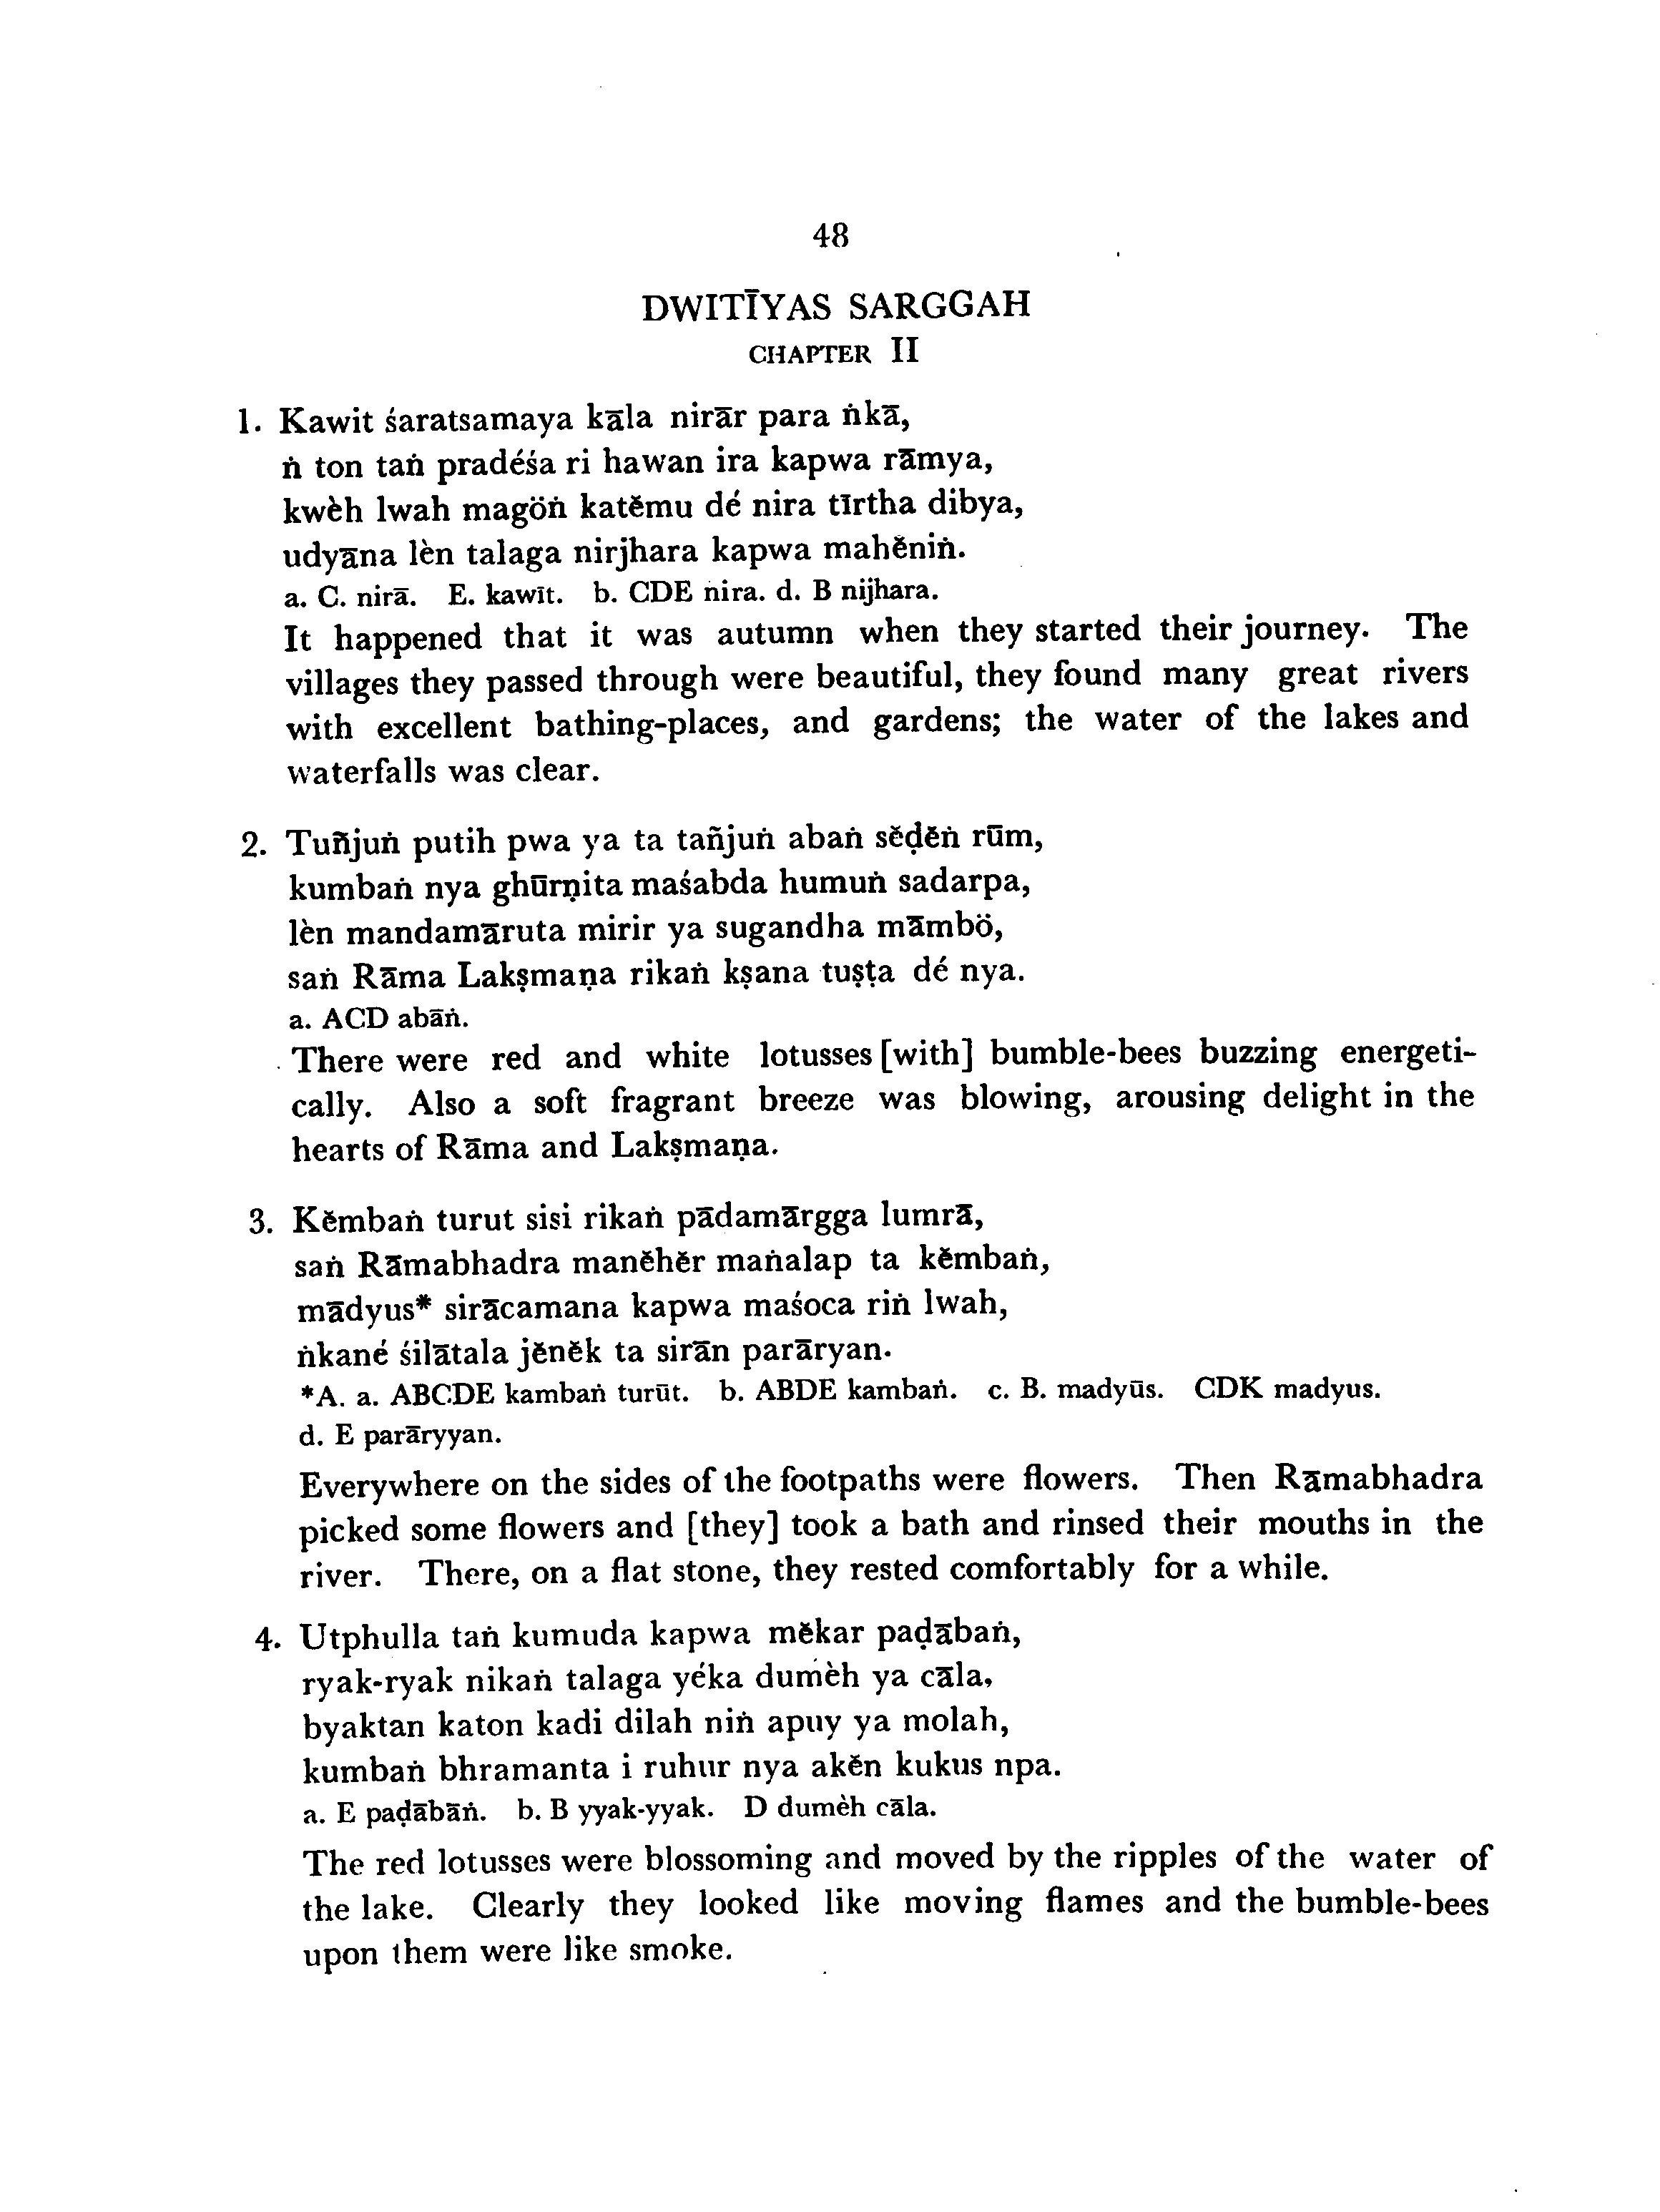 48
DWITĪYAS SARGGAH
CHAPTER II
1. Kawit śaratsamaya kāla nirār para ṅkā,
ṅ ton taṅ pradéśa ri hawan ira kapwa rāmya,
kwèh lwah magöṅ katĕmu dé nira tīrtha dibya,
udyāna lèn talaga nirjhara kapwa mahĕniṅ.
a. C. nirā. E. kawīt. b. CDE nira. d. B nijhara.
It happened that it was autumn when they started their journey. The
villages they passed through were beautiful, they found many great rivers
with excellent bathing-places, and gardens; the water of the lakes and
waterfalls was clear.
2. Tuñjuṅ putih pwa ya ta tañjuṅ abaṅ sĕḍĕṅ rūm,
kumbaṅ nya ghūrṇita maśabda humuṅ sadarpa,
lèn mandamāruta mirir ya sugandha māmbö,
saṅ Rāma Lakṣmaṇa rikaṅ kṣana tuṣṭa dé nya.
a. ACD abāṅ.
There were red and white lotusses [with] bumble-bees buzzing energeti-
cally. Also a soft fragrant breeze was blowing, arousing delight in the
hearts of Rāma and Lakṣmaṇa.
3. Kĕmbaṅ turut sisi rikaṅ pādamārgga lumrā,
saṅ Rāmabhadra manĕhĕr maṅalap ta kĕmbaṅ,
mādyus* sirācamana kapwa maśoca riṅ lwah,
ṅkané śilātala jĕnĕk ta sirān parāryan.
*A. a. ABCDE kambaṅ turūt. b. ABDE kambaṅ. c. B. madyūs. CDK madyus.
d. E parāryyan.
Everywhere on the sides of the footpaths were flowers. Then Rāmabhadra
picked some flowers and [they] took a bath and rinsed their mouths in the
river. There, on a flat stone, they rested comfortably for a while.
4. Utphulla taṅ kumuda kapwa mĕkar paḍābaṅ,
ryak-ryak nikaṅ talaga yéka dumèh ya cāla,
byaktan katon kadi dilah niṅ apuy ya molah,
kumbaṅ bhramanta i ruhur nya akĕn kukus npa.
a. E paḍābāṅ. b. B yyak-yyak. D dumèh cāla.
The red lotusses were blossoming and moved by the ripples of the water of
the lake. Clearly they looked like moving flames and the bumble-bees
upon them were like smoke.